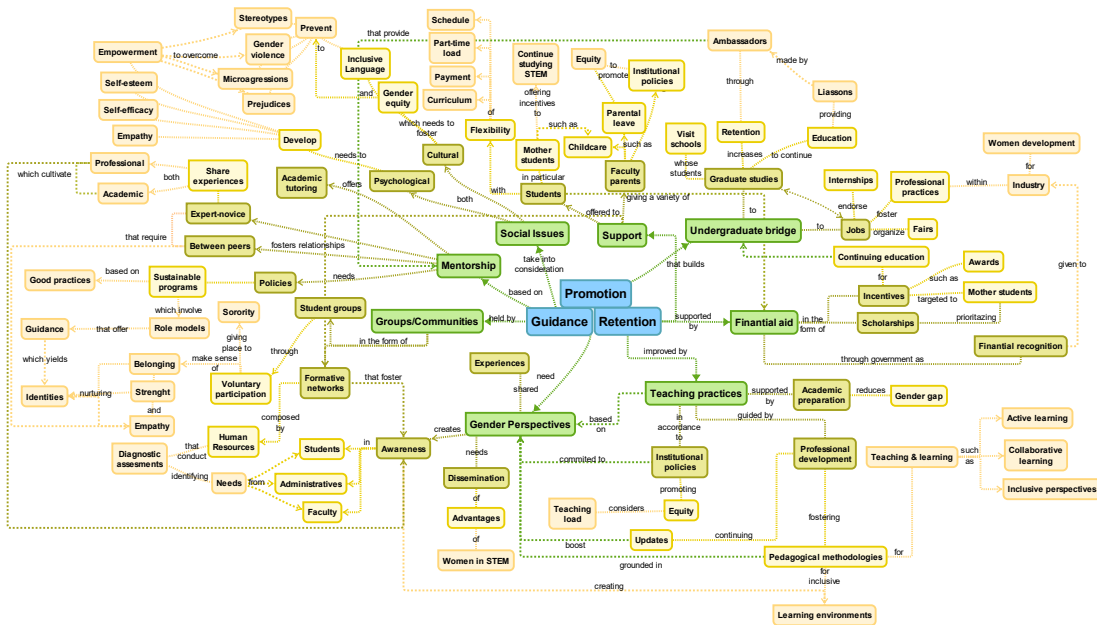 Schedule
Stereotypes
Prevent
that provide
Ambassadors
Part-time
load
Continue
studying
STEM
Empowerment
to overcome
Gender
violence
to
Inclusive
Language
Equity
to
promote
Institutional
policies
made by
Self-esteem
Microagressions
Payment
through
Liassons
Prejudices
and
Gender
equity
Curriculum
offering
incentives
to
Self-efficacy
of
Parental
leave
providing
which needs to
foster
Flexibility
such as
Visit
schools
Retention
Education
Empathy
Develop
Mother
students
Childcare
such as
increases
to continue
Women development
Professional
needs to
Cultural
which cultivate
Share
experiences
both
Academic
Academic
tutoring
offers
Psychological
both
with
in particular
Students
Faculty
parents
giving a variety of
whose
students
Graduate studies
Internships
Professional
practices
within
for
Industry
endorse
foster
Expert-novice
offered to
to
to
Jobs
organize
Fairs
that require
Between peers
fosters relationships
Social Issues
Support
Undergraduate bridge
take into
consideration
Continuing education
Mentorship
that builds
given to
based on
Good practices
Sustainable
programs
Policies
needs
for
such as
Awards
based on
Promotion
Incentives
targeted to
Mother students
which involve
Sorority
Student groups
Guidance
that offer
Role models
giving
place to
Groups/Communities
held by
Guidance
Retention
supported
by
Finantial aid
in the
form of
Scholarships
prioritizing
in the form of
Finantial recognition
which yields
Belonging
make sense
of
through
Experiences
improved by
through government as
need
Identities
nurturing
Strenght
Voluntary
participation
Formative
networks
that foster
shared
Teaching practices
supported
by
Academic
preparation
reduces
Gender gap
and
Empathy
composed
by
Gender Perspectives
based
on
in
accordance
to
guided by
Active learning
Human
Resources
creates
Diagnostic
assesments
that
conduct
Students
in
Awareness
needs
commited to
Institutional
policies
Professional
development
Teaching & learning
such
as
Collaborative
learning
identifying
Needs
from
Administratives
Dissemination
promoting
Inclusive perspectives
of
Faculty
Advantages
Teaching
load
considers
Equity
fostering
of
Updates
continuing
Women in STEM
boost
grounded in
Pedagogical methodologies
for
for
inclusive
creating
Learning environments